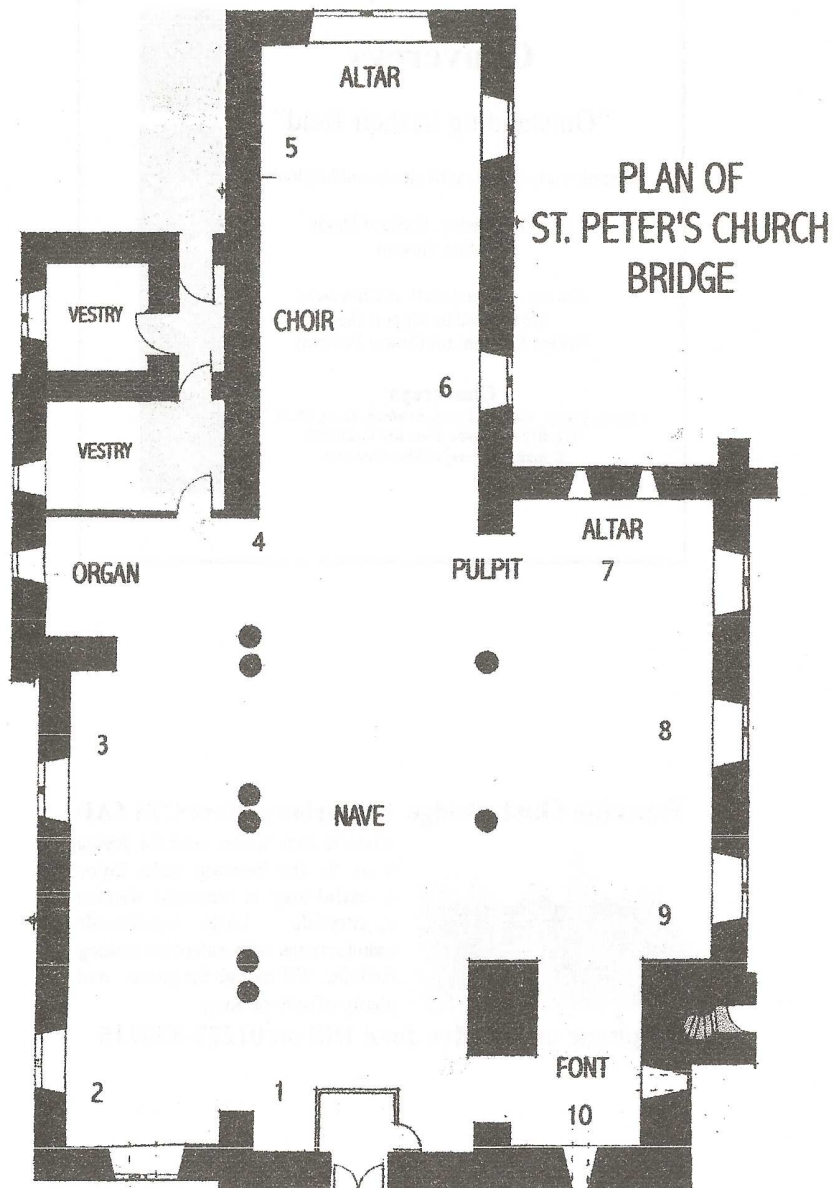 ALTAR
5
PLAN OF
ST. PETER'S CHURCH
BRIDGE
VESTRY
CHOIR
6
VESTRY
4
ALTAR
ORGAN
PULPIT
7
3
8
NAVE
9
FONT
2
1
10